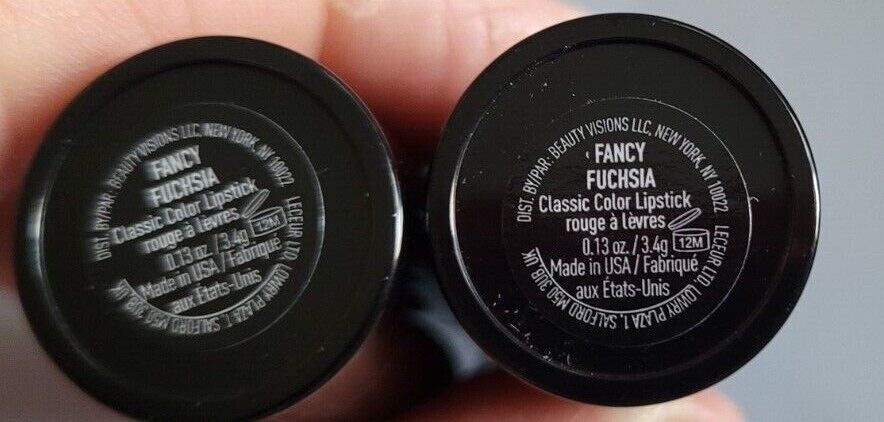 DIST. BY/PAR: BEAUTY VISIONS LLC, NEW YORK, NY 10022
LECEUR LTD, LOWRY PLAZA 1, SALFORD M50 3UB UK
FANCY
FUCHSIA
Classic Color Lipstick
rouge à lèvres
0.13 oz. / 3.4g 12M
Made in USA / Fabriqué
aux États-Unis
DIST. BY/PAR: BEAUTY VISIONS LLC, NEW YORK, NY 10022
LECEUR LTD, LOWRY PLAZA 1, SALFORD M50 3UB UK
FANCY
FUCHSIA
Classic Color Lipstick
rouge à lèvres
0.13 oz. / 3.4g 12M
Made in USA / Fabriqué
aux États-Unis